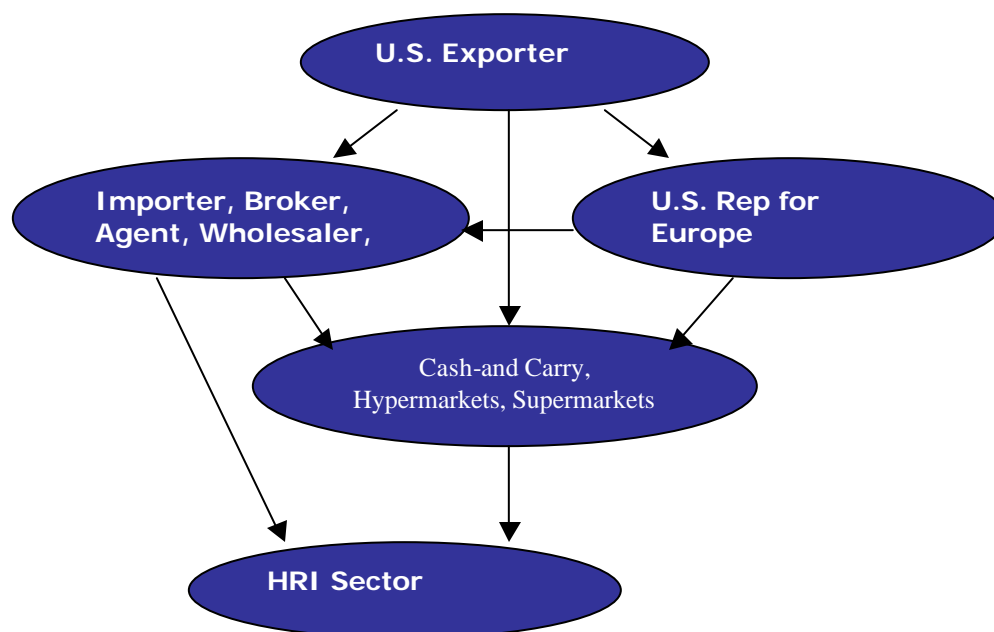 U.S. Exporter
Importer, Broker,
Agent, Wholesaler,
U.S. Rep for
Europe
Cash-and Carry,
Hypermarkets, Supermarkets
HRI Sector